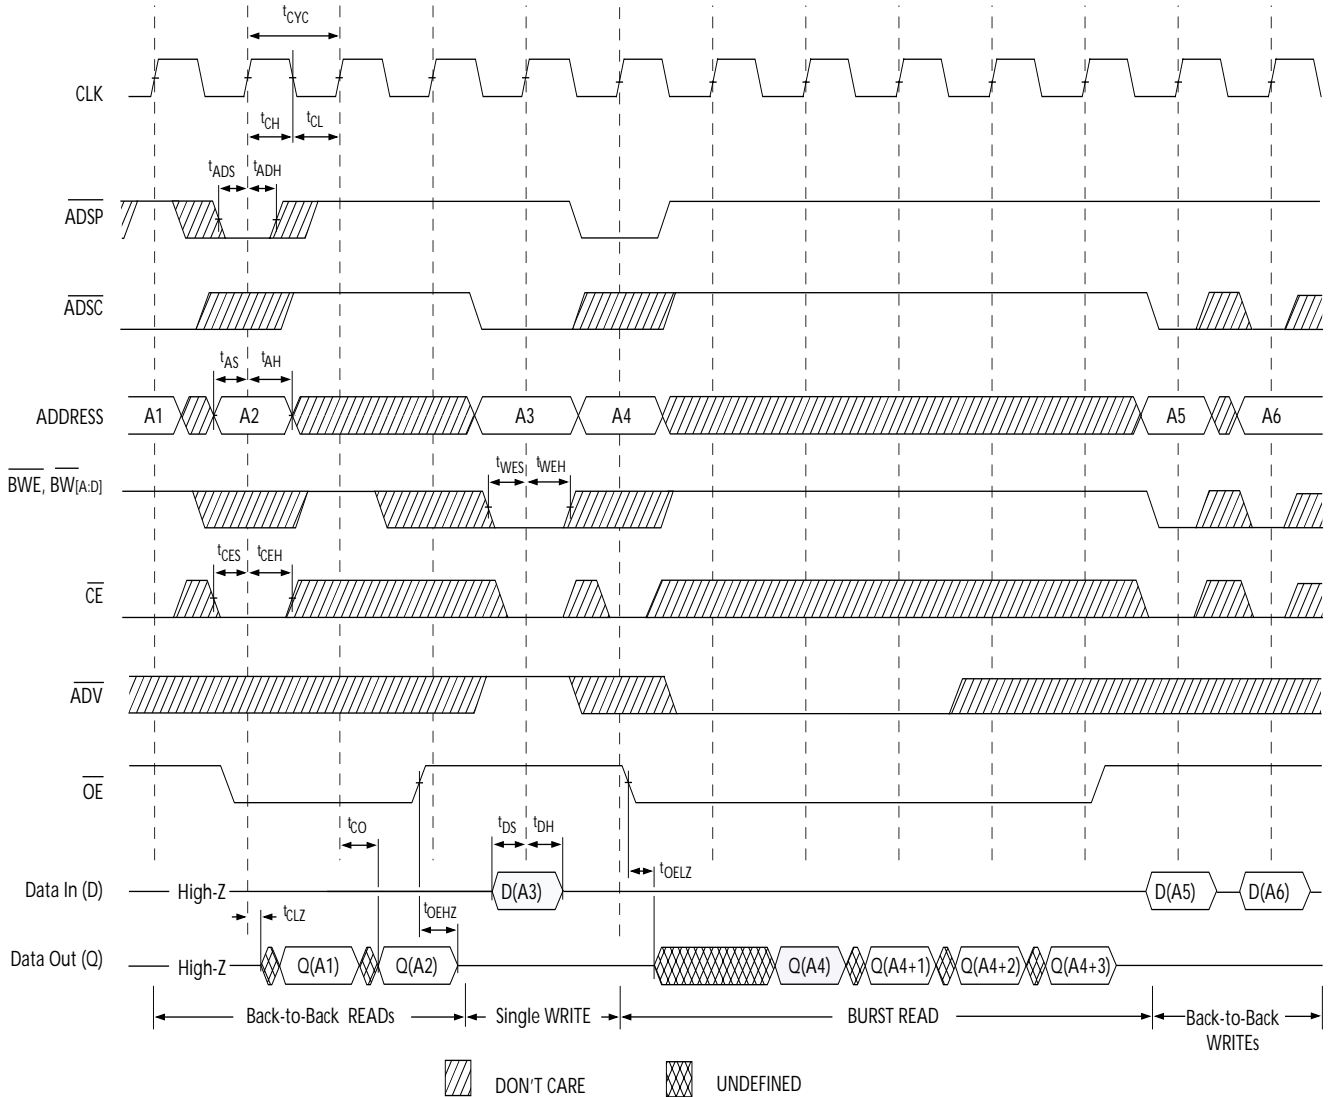 tCYC
CLK
tCH
tCL
tADS
tADH
ADSP
ADSC
tAS
tAH
ADDRESS
A1
A2
A3
A4
A5
A6
tWES
tWEH
BWE, BW[A:D]
tCES
tCEH
CE
ADV
OE
tCO
tDS
tDH
tOELZ
Data In (D)
High-Z
D(A3)
D(A5)
D(A6)
tCLZ
tOEHZ
Data Out (Q)
High-Z
Q(A1)
Q(A2)
Q(A4)
Q(A4+1)
Q(A4+2)
Q(A4+3)
Back-to-Back READs
Single WRITE
BURST READ
Back-to-Back
WRITEs
DON'T CARE
UNDEFINED